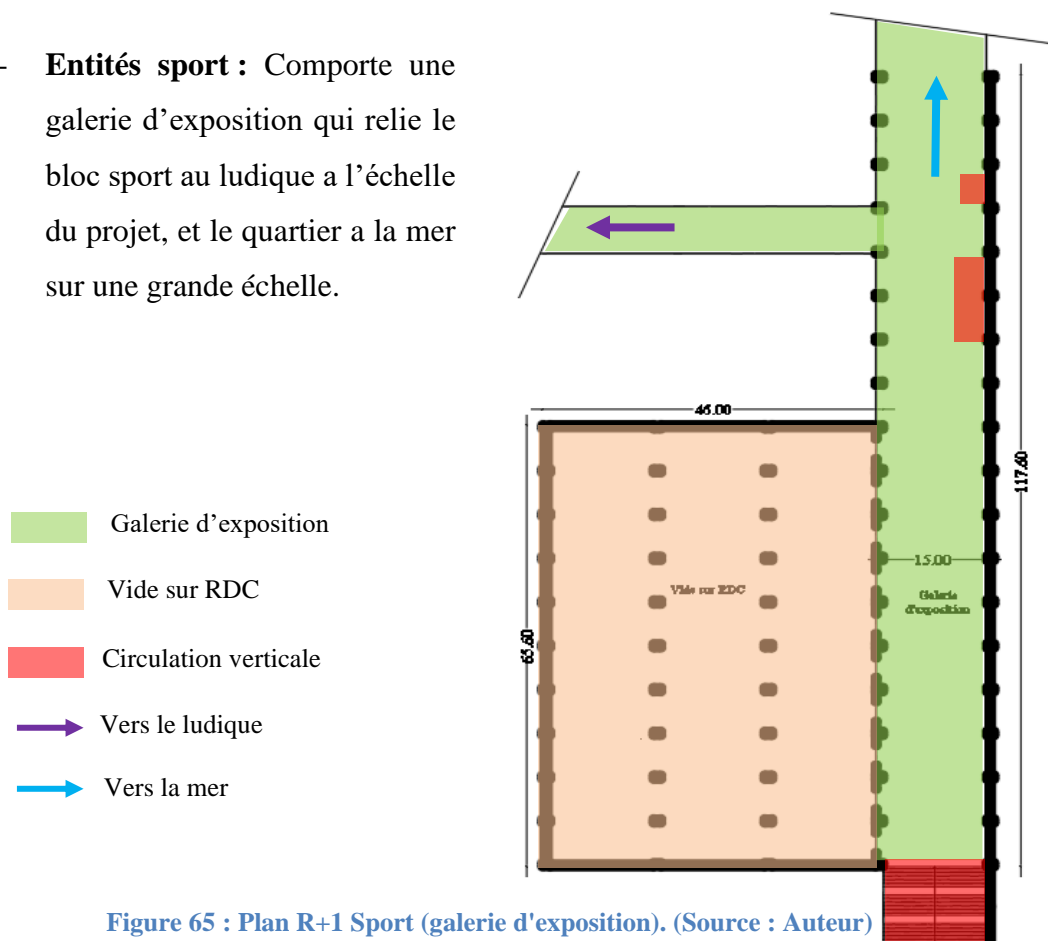 - Entités sport : Comporte une
galerie d’exposition qui relie le
bloc sport au ludique a l’échelle
du projet, et le quartier a la mer
sur une grande échelle.
46.00
117.60
63.60
15.00
Vide sur RDC
Galerie
d'exposition
Galerie d’exposition
Vide sur RDC
Circulation verticale
Vers le ludique
Vers la mer
Figure 65 : Plan R+1 Sport (galerie d'exposition). (Source : Auteur)